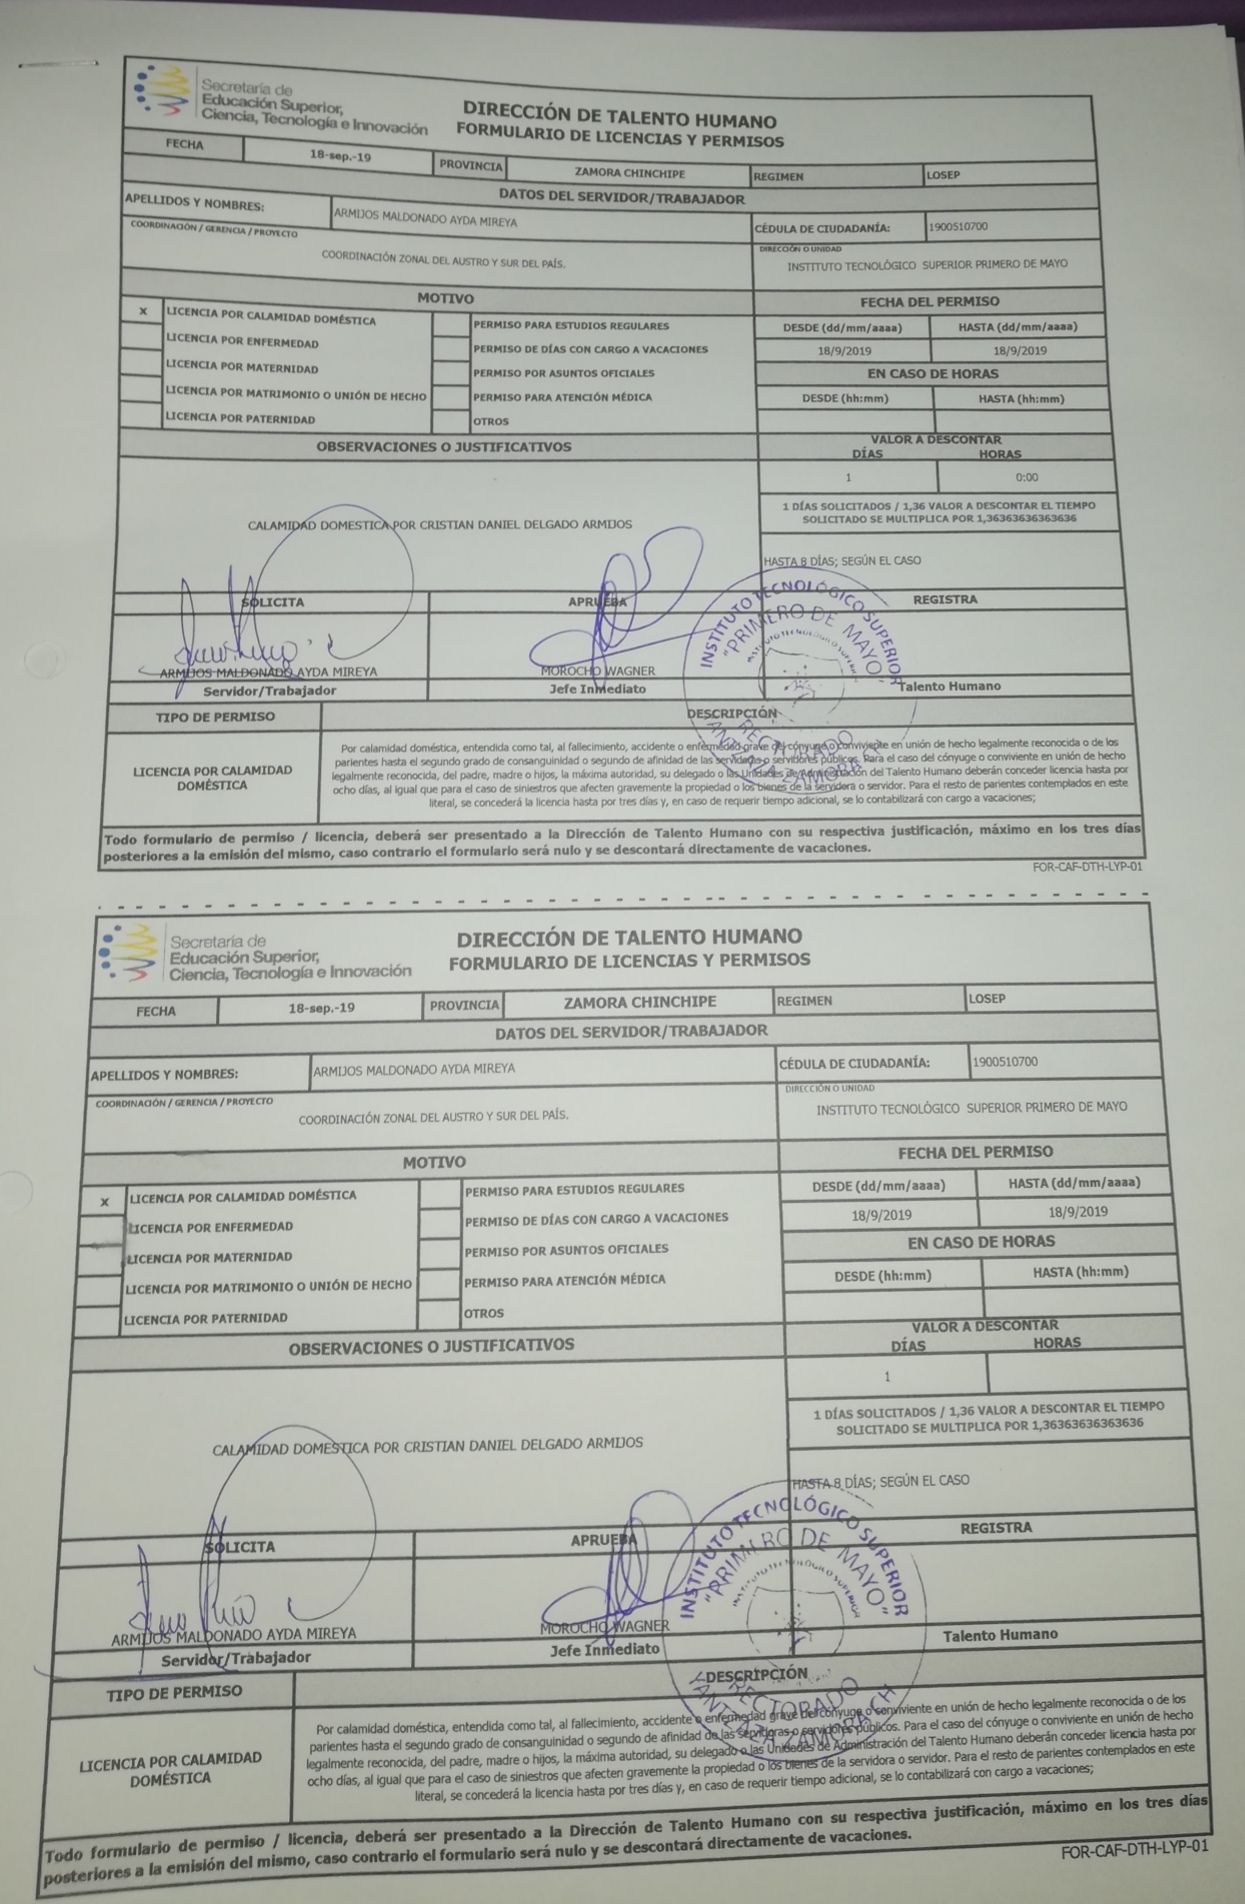 Secretaría de
Educación Superior,
Ciencia, Tecnología e Innovación
DIRECCIÓN DE TALENTO HUMANO
FORMULARIO DE LICENCIAS Y PERMISOS
FECHA 18-sep.-19 PROVINCIA ZAMORA CHINCHIPE REGIMEN LOSEP
DATOS DEL SERVIDOR/TRABAJADOR
APELLIDOS Y NOMBRES: ARMIJOS MALDONADO AYDA MIREYA CÉDULA DE CIUDADANÍA: 1900510700
COORDINACIÓN / GERENCIA / PROYECTO DIRECCIÓN O UNIDAD
COORDINACIÓN ZONAL DEL AUSTRO Y SUR DEL PAÍS. INSTITUTO TECNOLÓGICO SUPERIOR PRIMERO DE MAYO
MOTIVO FECHA DEL PERMISO
x LICENCIA POR CALAMIDAD DOMÉSTICA PERMISO PARA ESTUDIOS REGULARES DESDE (dd/mm/aaaa) HASTA (dd/mm/aaaa)
LICENCIA POR ENFERMEDAD PERMISO DE DÍAS CON CARGO A VACACIONES 18/9/2019 18/9/2019
LICENCIA POR MATERNIDAD PERMISO POR ASUNTOS OFICIALES EN CASO DE HORAS
LICENCIA POR MATRIMONIO O UNIÓN DE HECHO PERMISO PARA ATENCIÓN MÉDICA DESDE (hh:mm) HASTA (hh:mm)
LICENCIA POR PATERNIDAD OTROS
OBSERVACIONES O JUSTIFICATIVOS VALOR A DESCONTAR
DÍAS HORAS
1 0:00
1 DÍAS SOLICITADOS / 1,36 VALOR A DESCONTAR EL TIEMPO
SOLICITADO SE MULTIPLICA POR 1,36363636363636
CALAMIDAD DOMESTICA POR CRISTIAN DANIEL DELGADO ARMIJOS
HASTA 8 DÍAS; SEGÚN EL CASO
SOLICITA APRUEBA REGISTRA
INSTITUTO TECNOLÓGICO SUPERIOR
"PRIMERO DE MAYO"
ARMIJOS MALDONADO AYDA MIREYA MOROCHO WAGNER
Servidor/Trabajador Jefe Inmediato Talento Humano
RECTORADO
TIPO DE PERMISO DESCRIPCIÓN
LICENCIA POR CALAMIDAD
DOMÉSTICA
Por calamidad doméstica, entendida como tal, al fallecimiento, accidente o enfermedad grave del cónyuge o conviviente en unión de hecho legalmente reconocida o de los
parientes hasta el segundo grado de consanguinidad o segundo de afinidad de las servidoras o servidores públicos. Para el caso del cónyuge o conviviente en unión de hecho
legalmente reconocida, del padre, madre o hijos, la máxima autoridad, su delegado o las Unidades de Administración del Talento Humano deberán conceder licencia hasta por
ocho días, al igual que para el caso de siniestros que afecten gravemente la propiedad o los bienes de la servidora o servidor. Para el resto de parientes contemplados en este
literal, se concederá la licencia hasta por tres días y, en caso de requerir tiempo adicional, se lo contabilizará con cargo a vacaciones;
Todo formulario de permiso / licencia, deberá ser presentado a la Dirección de Talento Humano con su respectiva justificación, máximo en los tres días
posteriores a la emisión del mismo, caso contrario el formulario será nulo y se descontará directamente de vacaciones.
FOR-CAF-DTH-LYP-01
Secretaría de
Educación Superior,
Ciencia, Tecnología e Innovación
DIRECCIÓN DE TALENTO HUMANO
FORMULARIO DE LICENCIAS Y PERMISOS
FECHA 18-sep.-19 PROVINCIA ZAMORA CHINCHIPE REGIMEN LOSEP
DATOS DEL SERVIDOR/TRABAJADOR
APELLIDOS Y NOMBRES: ARMIJOS MALDONADO AYDA MIREYA CÉDULA DE CIUDADANÍA: 1900510700
COORDINACIÓN / GERENCIA / PROYECTO DIRECCIÓN O UNIDAD
COORDINACIÓN ZONAL DEL AUSTRO Y SUR DEL PAÍS. INSTITUTO TECNOLÓGICO SUPERIOR PRIMERO DE MAYO
MOTIVO FECHA DEL PERMISO
x LICENCIA POR CALAMIDAD DOMÉSTICA PERMISO PARA ESTUDIOS REGULARES DESDE (dd/mm/aaaa) HASTA (dd/mm/aaaa)
LICENCIA POR ENFERMEDAD PERMISO DE DÍAS CON CARGO A VACACIONES 18/9/2019 18/9/2019
LICENCIA POR MATERNIDAD PERMISO POR ASUNTOS OFICIALES EN CASO DE HORAS
LICENCIA POR MATRIMONIO O UNIÓN DE HECHO PERMISO PARA ATENCIÓN MÉDICA DESDE (hh:mm) HASTA (hh:mm)
LICENCIA POR PATERNIDAD OTROS
OBSERVACIONES O JUSTIFICATIVOS VALOR A DESCONTAR
DÍAS HORAS
1
1 DÍAS SOLICITADOS / 1,36 VALOR A DESCONTAR EL TIEMPO
SOLICITADO SE MULTIPLICA POR 1,36363636363636
CALAMIDAD DOMESTICA POR CRISTIAN DANIEL DELGADO ARMIJOS
HASTA 8 DÍAS; SEGÚN EL CASO
SOLICITA APRUEBA REGISTRA
INSTITUTO TECNOLÓGICO SUPERIOR
"PRIMERO DE MAYO"
ARMIJOS MALDONADO AYDA MIREYA MOROCHO WAGNER
Servidor/Trabajador Jefe Inmediato Talento Humano
RECTORADO
TIPO DE PERMISO DESCRIPCIÓN
LICENCIA POR CALAMIDAD
DOMÉSTICA
Por calamidad doméstica, entendida como tal, al fallecimiento, accidente o enfermedad grave del cónyuge o conviviente en unión de hecho legalmente reconocida o de los
parientes hasta el segundo grado de consanguinidad o segundo de afinidad de las servidoras o servidores públicos. Para el caso del cónyuge o conviviente en unión de hecho
legalmente reconocida, del padre, madre o hijos, la máxima autoridad, su delegado o las Unidades de Administración del Talento Humano deberán conceder licencia hasta por
ocho días, al igual que para el caso de siniestros que afecten gravemente la propiedad o los bienes de la servidora o servidor. Para el resto de parientes contemplados en este
literal, se concederá la licencia hasta por tres días y, en caso de requerir tiempo adicional, se lo contabilizará con cargo a vacaciones;
Todo formulario de permiso / licencia, deberá ser presentado a la Dirección de Talento Humano con su respectiva justificación, máximo en los tres días
posteriores a la emisión del mismo, caso contrario el formulario será nulo y se descontará directamente de vacaciones.
FOR-CAF-DTH-LYP-01